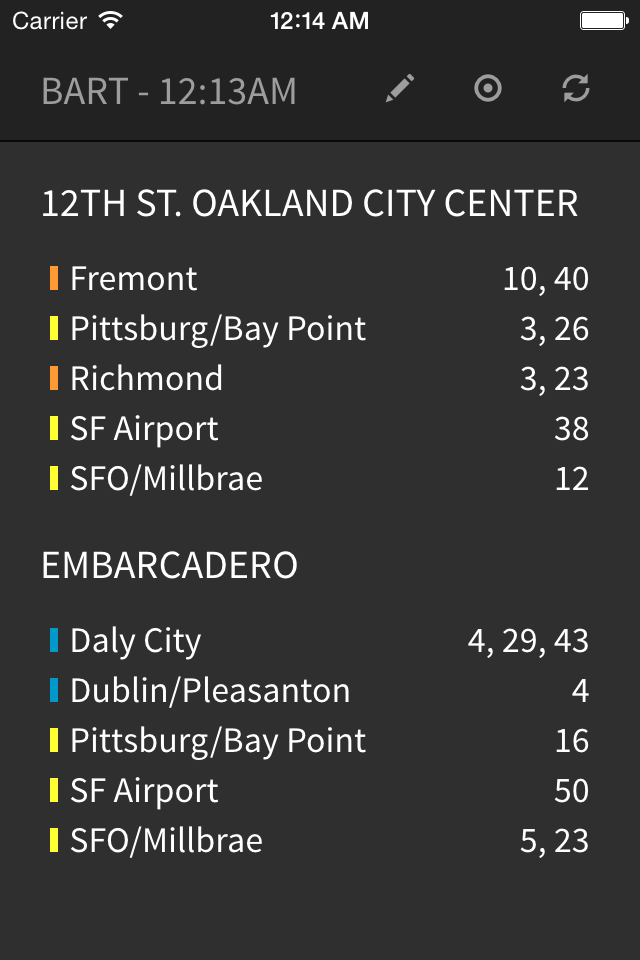 Carrier 12:14 AM
BART - 12:13AM
12TH ST. OAKLAND CITY CENTER
Fremont 10, 40
Pittsburg/Bay Point 3, 26
Richmond 3, 23
SF Airport 38
SFO/Millbrae 12
EMBARCADERO
Daly City 4, 29, 43
Dublin/Pleasanton 4
Pittsburg/Bay Point 16
SF Airport 50
SFO/Millbrae 5, 23